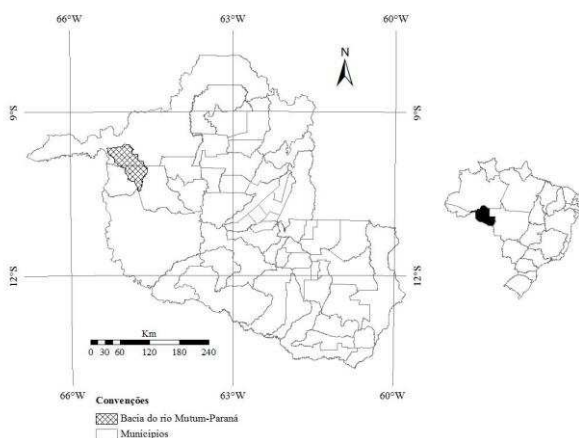 66°W
63°W
60°W
N
9°S
9°S
12°S
12°S
Km
0 30 60 120 180 240
66°W
63°W
60°W
Convenções
Bacia do rio Mutum-Paraná
Municípios